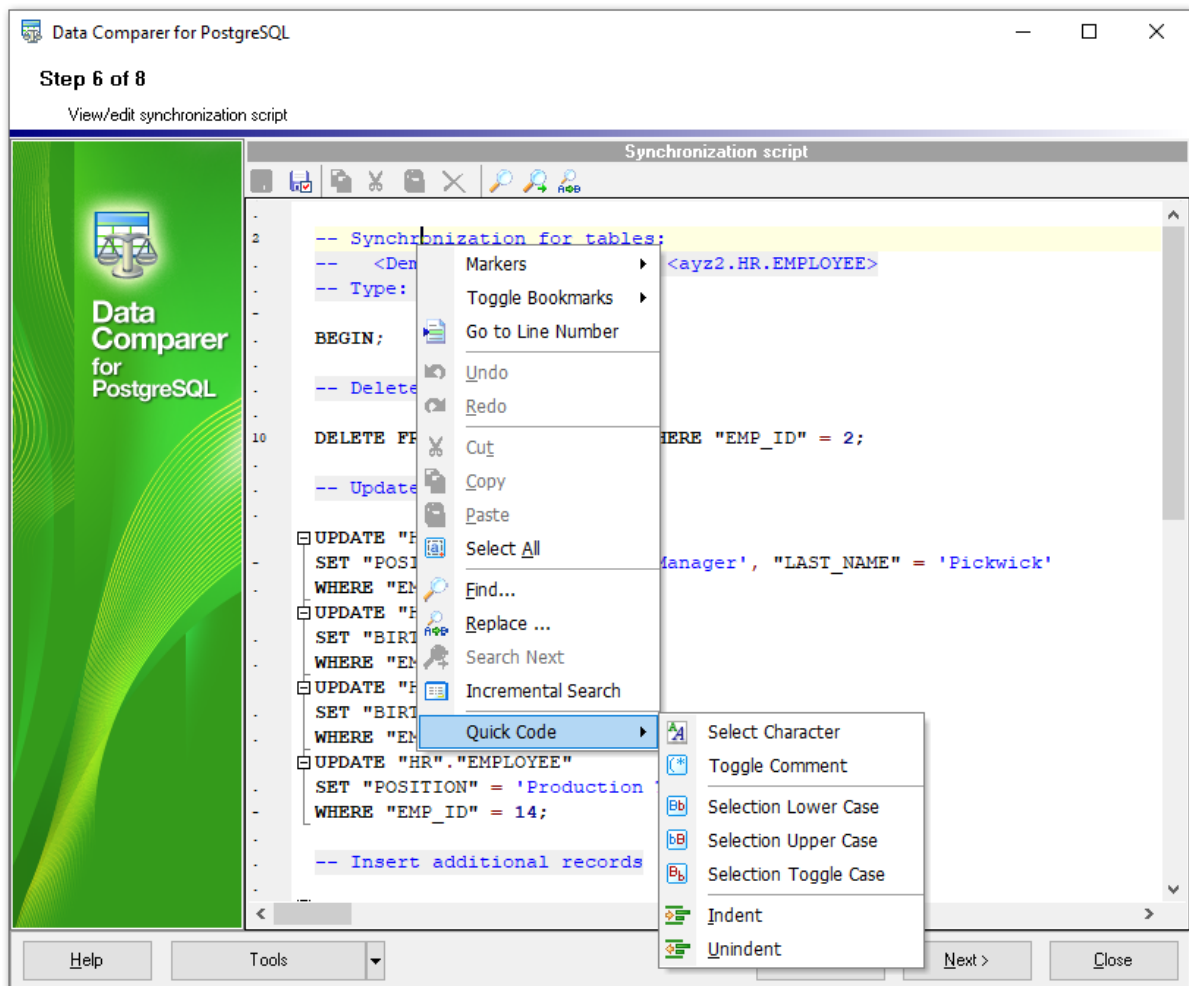 Data Comparer for PostgreSQL
Step 6 of 8
View/edit synchronization script
Synchronization script
Data
Comparer
for
PostgreSQL
2
-- Synchronization for tables:
-- <Dem <ayz2.HR.EMPLOYEE>
-- Type:
BEGIN;
-- Delete
10
DELETE FR HERE "EMP_ID" = 2;
-- Update
UPDATE "H
SET "POSI Manager', "LAST_NAME" = 'Pickwick'
WHERE "EM
UPDATE "H
SET "BIRT
WHERE "EM
UPDATE "H
SET "BIRT
WHERE "EM
UPDATE "HR"."EMPLOYEE"
SET "POSITION" = 'Production
WHERE "EMP_ID" = 14;
-- Insert additional records
Markers
Toggle Bookmarks
Go to Line Number
Undo
Redo
Cut
Copy
Paste
Select All
Find...
Replace ...
Search Next
Incremental Search
Quick Code
Select Character
Toggle Comment
Selection Lower Case
Selection Upper Case
Selection Toggle Case
Indent
Unindent
Help
Tools
Next >
Close